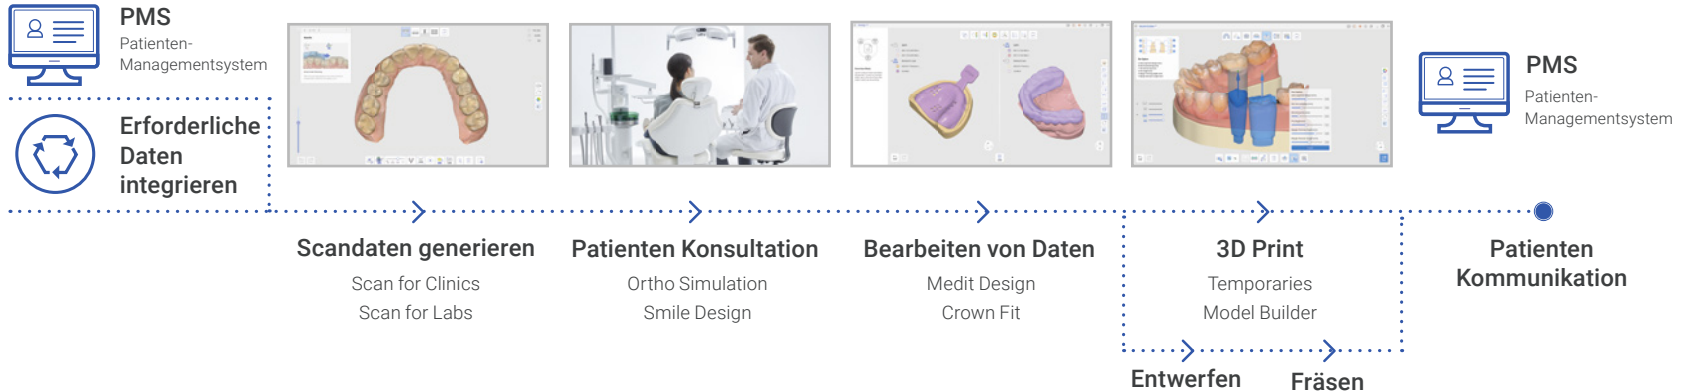 PMS
Patienten-
Managementsystem
Erforderliche
Daten
integrieren
Scandaten generieren
Scan for Clinics
Scan for Labs
Patienten Konsultation
Ortho Simulation
Smile Design
Bearbeiten von Daten
Medit Design
Crown Fit
3D Print
Temporaries
Model Builder
Entwerfen
Fräsen
PMS
Patienten-
Managementsystem
Patienten
Kommunikation